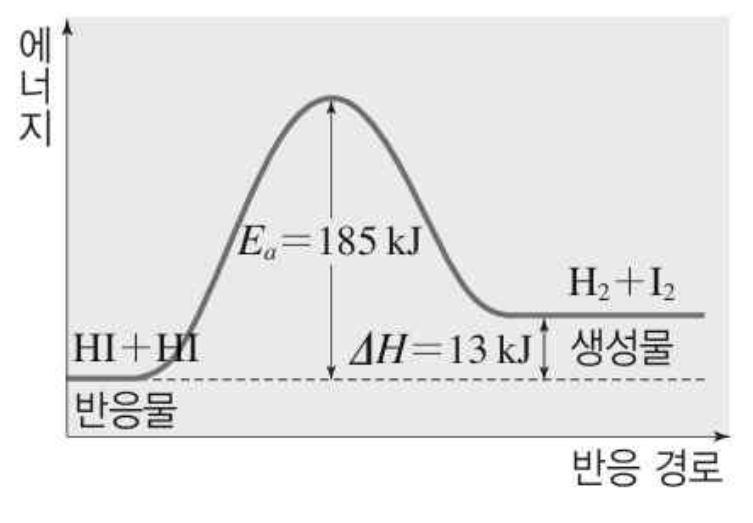 에너지
E_a=185 kJ
H₂+I₂
HI+HI
ΔH=13 kJ
생성물
반응물
반응 경로